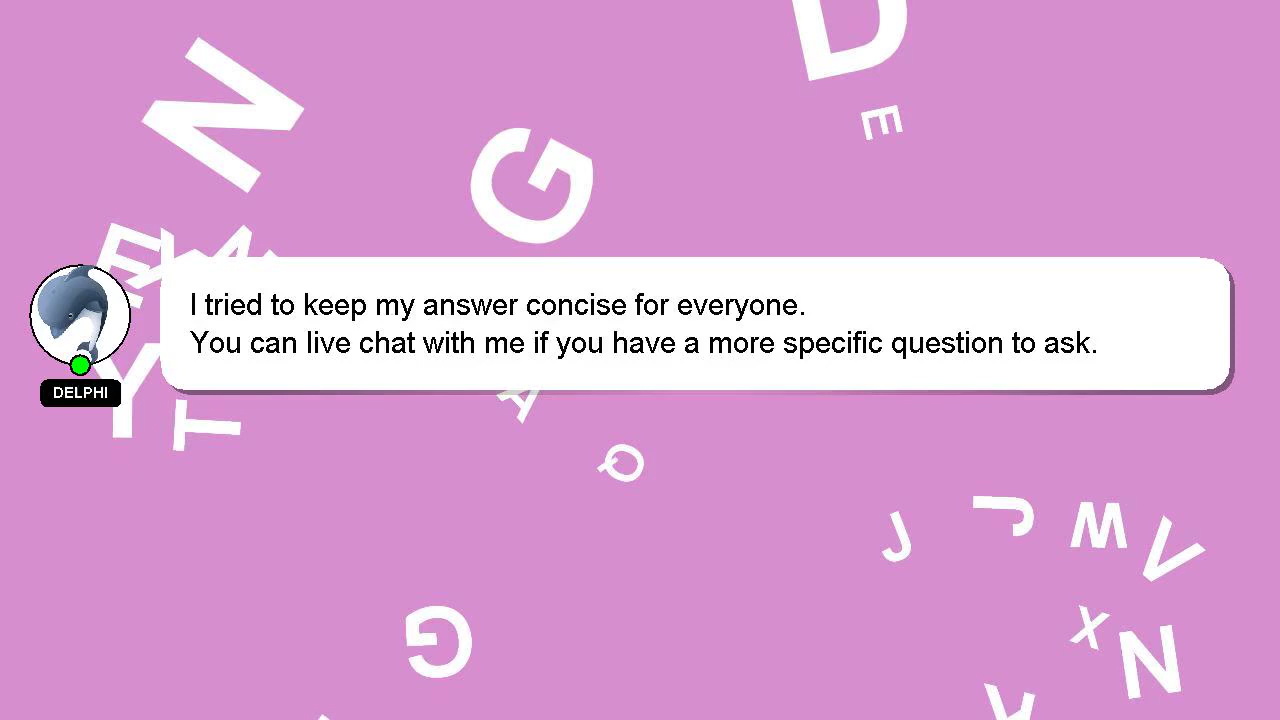 D
N
E
G
E
I tried to keep my answer concise for everyone.
You can live chat with me if you have a more specific question to ask.
DELPHI
Y
A
T
Q
J
J
W
V
X
G
N